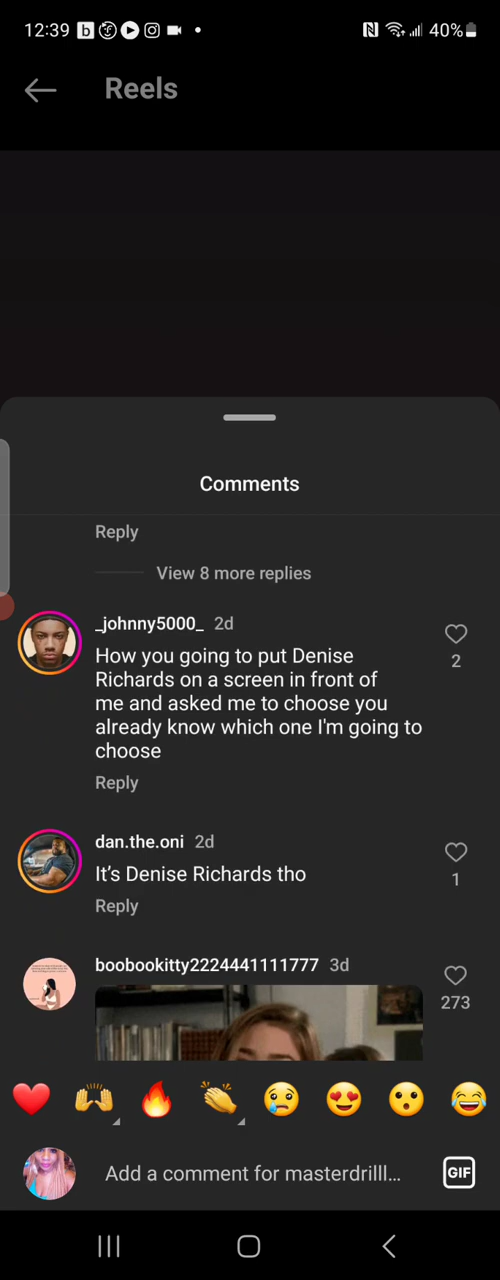 12:39
40%
Reels
Comments
Reply
View 8 more replies
_johnny5000_ 2d
How you going to put Denise
Richards on a screen in front of
me and asked me to choose you
already know which one I'm going to
choose
2
Reply
dan.the.oni 2d
It's Denise Richards tho
1
Reply
boobookitty2224441111777 3d
273
Add a comment for masterdrilll...
GIF